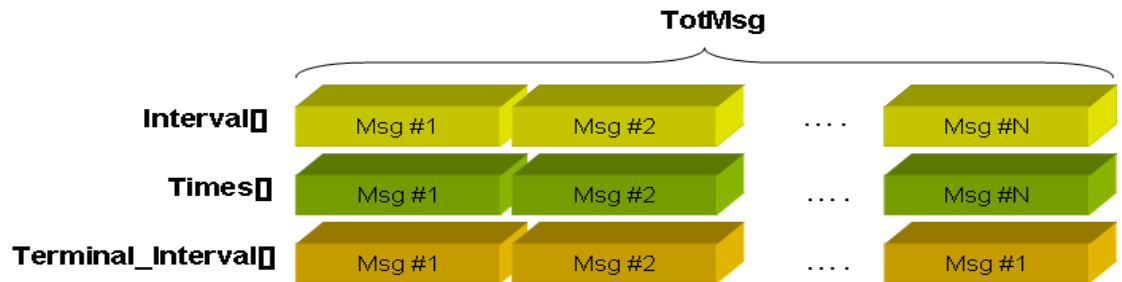 TotMsg
Interval[] Msg #1 Msg #2 .... Msg #N
Times[] Msg #1 Msg #2 .... Msg #N
Terminal_Interval[] Msg #1 Msg #2 .... Msg #1